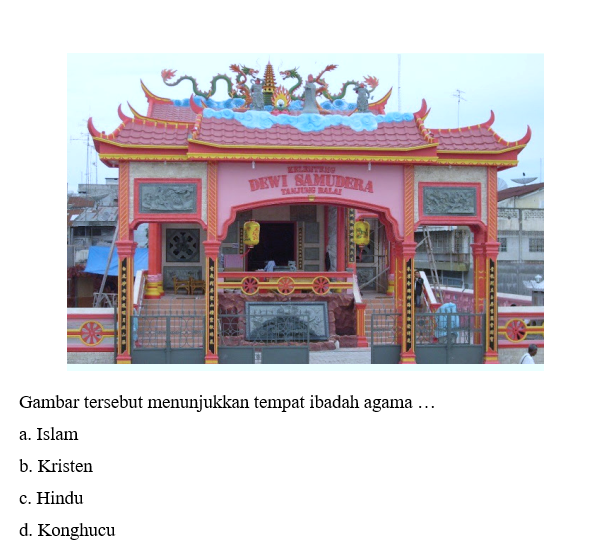 KELENTENG
DEWI SAMUDERA
TANJUNG BALAI
Gambar tersebut menunjukkan tempat ibadah agama …
a. Islam
b. Kristen
c. Hindu
d. Konghucu